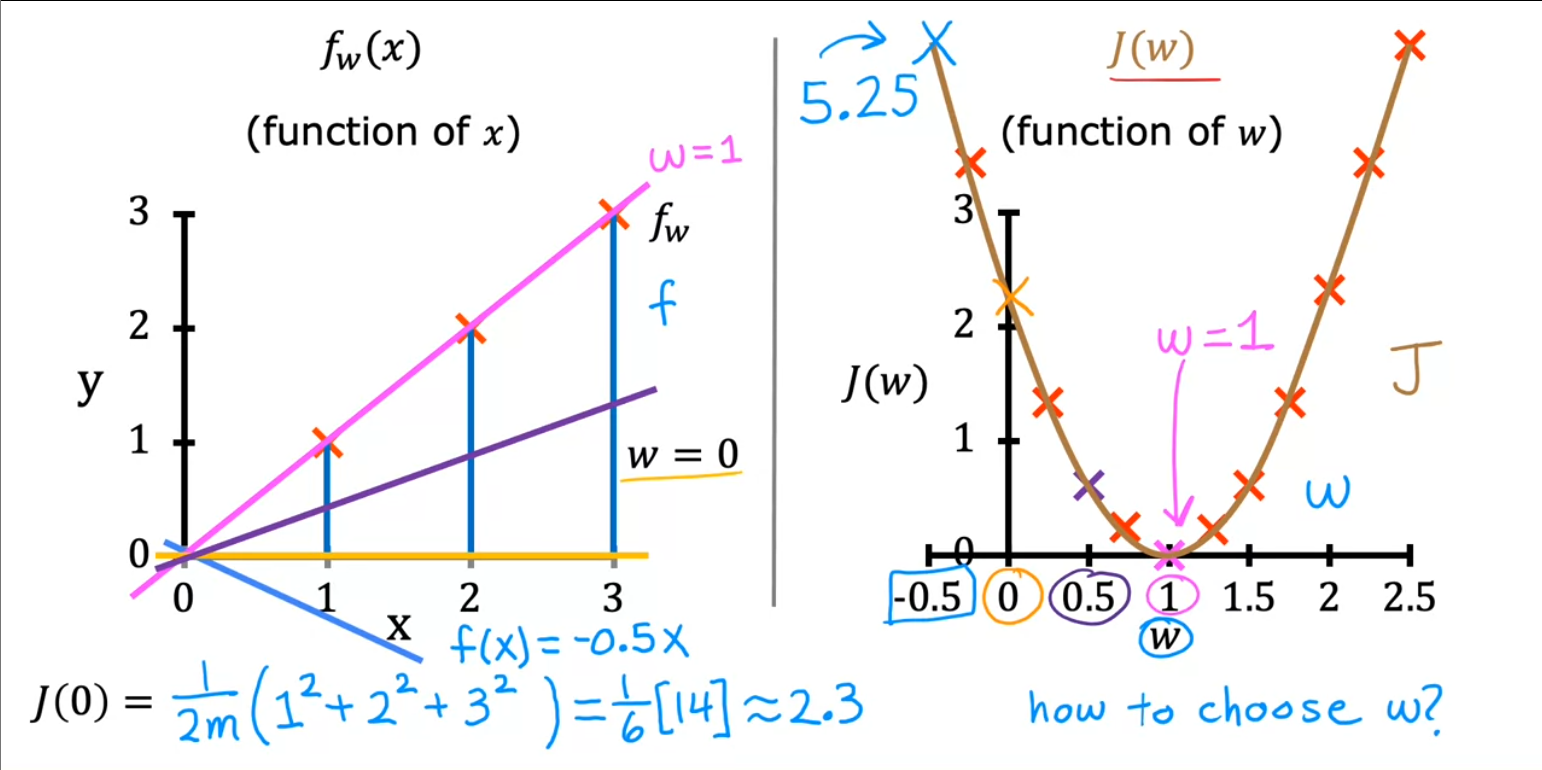 f_w(x)
(function of x)
w=1
3
f_w
f
2
y
1
w = 0
0
0 1 2 3
x
f(x)=-0.5x
J(0) = 1/2m (1²+2²+3²) = 1/6 [14] ≈ 2.3
5.25
J(w)
(function of w)
3
2
w=1
J
J(w)
1
w
0
-0.5 0 0.5 1 1.5 2 2.5
w
how to choose w?